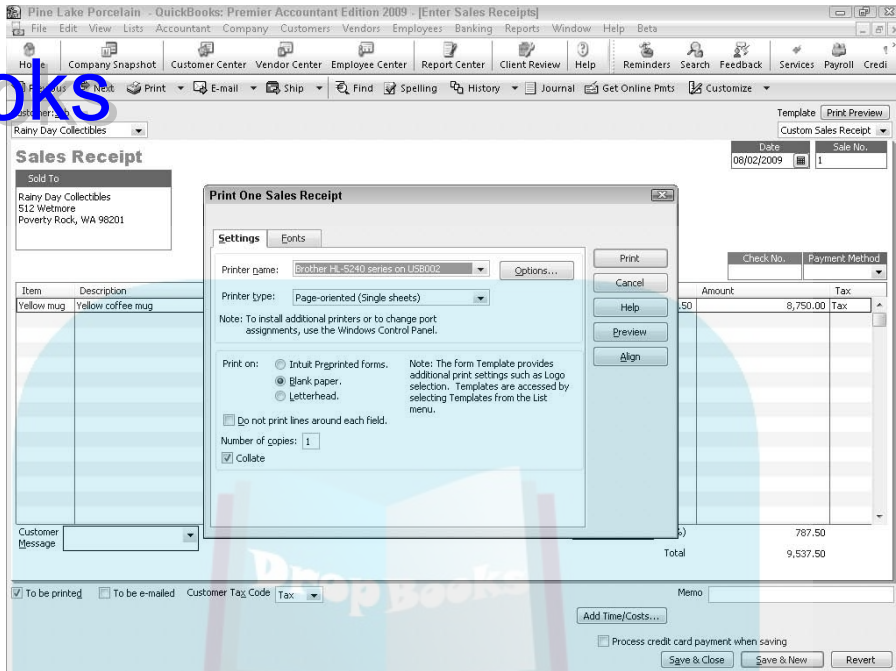 Pine Lake Porcelain - QuickBooks: Premier Accountant Edition 2009 - [Enter Sales Receipts]
File Edit View Lists Accountant Company Customers Vendors Employees Banking Reports Window Help Beta
Company Snapshot Customer Center Vendor Center Employee Center Report Center Client Review Help Reminders Search Feedback Services Payroll Credi
oks
Next Print E-mail Ship Find Spelling History Journal Get Online Pmts Customize
Template Print Preview
Rainy Day Collectibles Custom Sales Receipt
Sales Receipt
Date Sale No.
08/02/2009 1
Sold To
Rainy Day Collectibles
512 Wetmore
Poverty Rock, WA 98201
Check No. Payment Method
Item Description Amount Tax
Yellow mug Yellow coffee mug .50 8,750.00 Tax
Print One Sales Receipt
Settings Fonts
Printer name: Brother HL-5240 series on USB002 Options...
Printer type: Page-oriented (Single sheets)
Note: To install additional printers or to change port
assignments, use the Windows Control Panel.
Print on: Intuit Preprinted forms.
Blank paper.
Letterhead.
Note: The form Template provides
additional print settings such as Logo
selection. Templates are accessed by
selecting Templates from the List
menu.
Do not print lines around each field.
Number of copies: 1
Collate
Print
Cancel
Help
Preview
Align
Customer
Message
787.50
Total 9,537.50
Drop Books
To be printed To be e-mailed Customer Tax Code Tax Memo
Add Time/Costs...
Process credit card payment when saving
Save & Close Save & New Revert